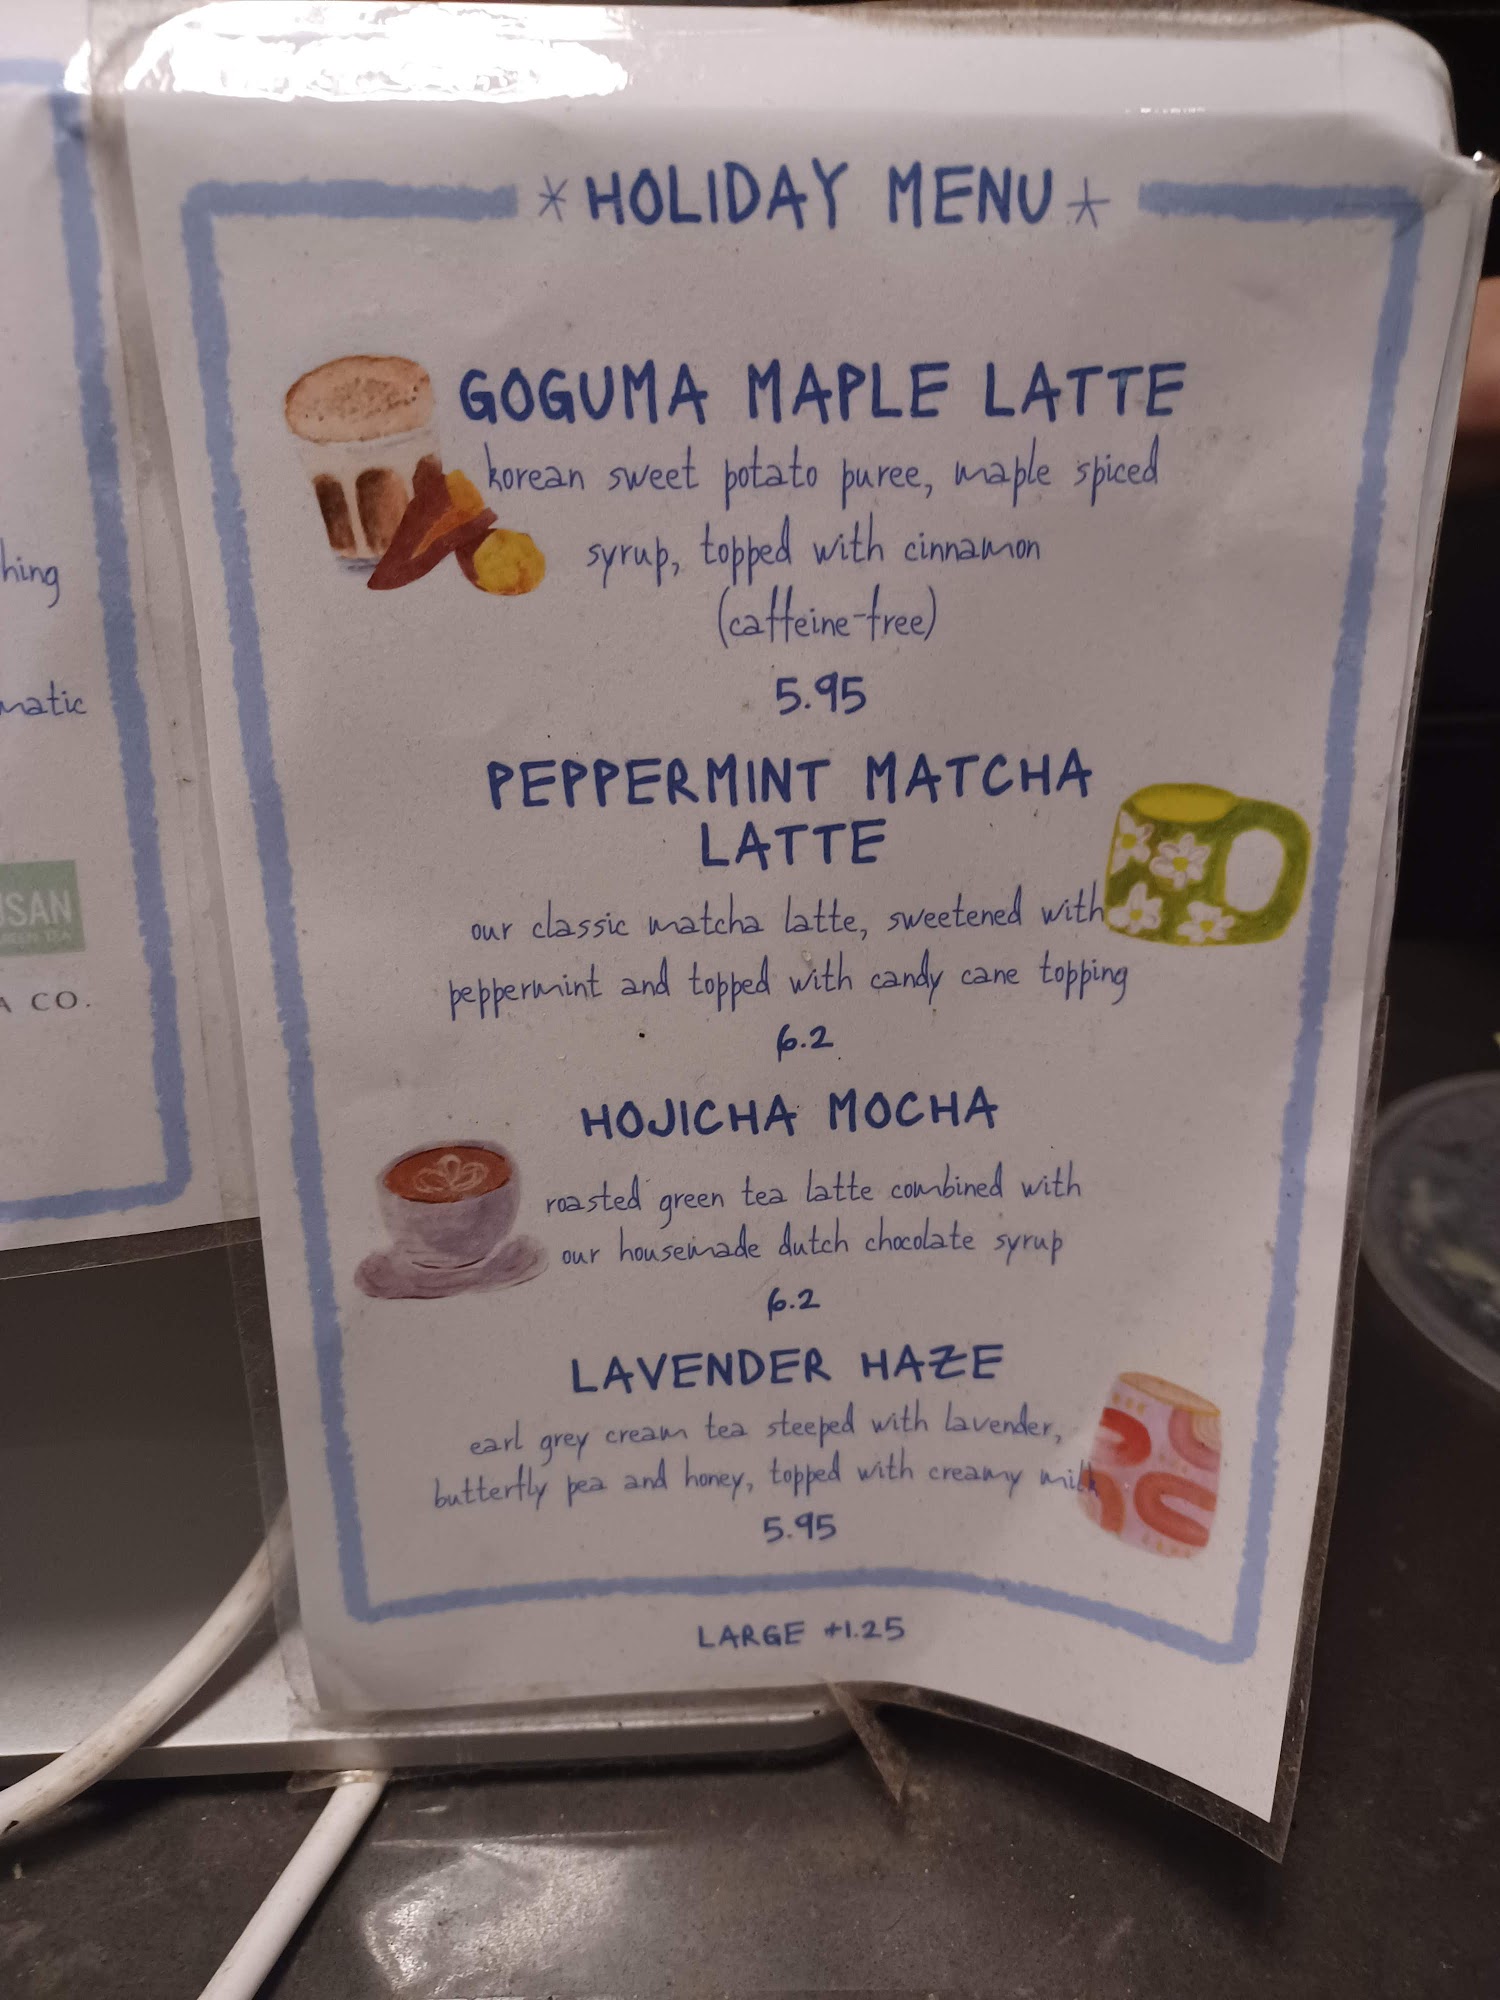 hing
matic
USAN
GREEN TEA
A CO.
*HOLIDAY MENU*
GOGUMA MAPLE LATTE
korean sweet potato puree, maple spiced
syrup, topped with cinnamon
(caffeine-free)
5.95
PEPPERMINT MATCHA
LATTE
our classic matcha latte, sweetened with
peppermint and topped with candy cane topping
6.2
HOJICHA MOCHA
roasted green tea latte combined with
our housemade dutch chocolate syrup
6.2
LAVENDER HAZE
earl grey cream tea steeped with lavender,
butterfly pea and honey, topped with creamy milk
5.95
LARGE +1.25